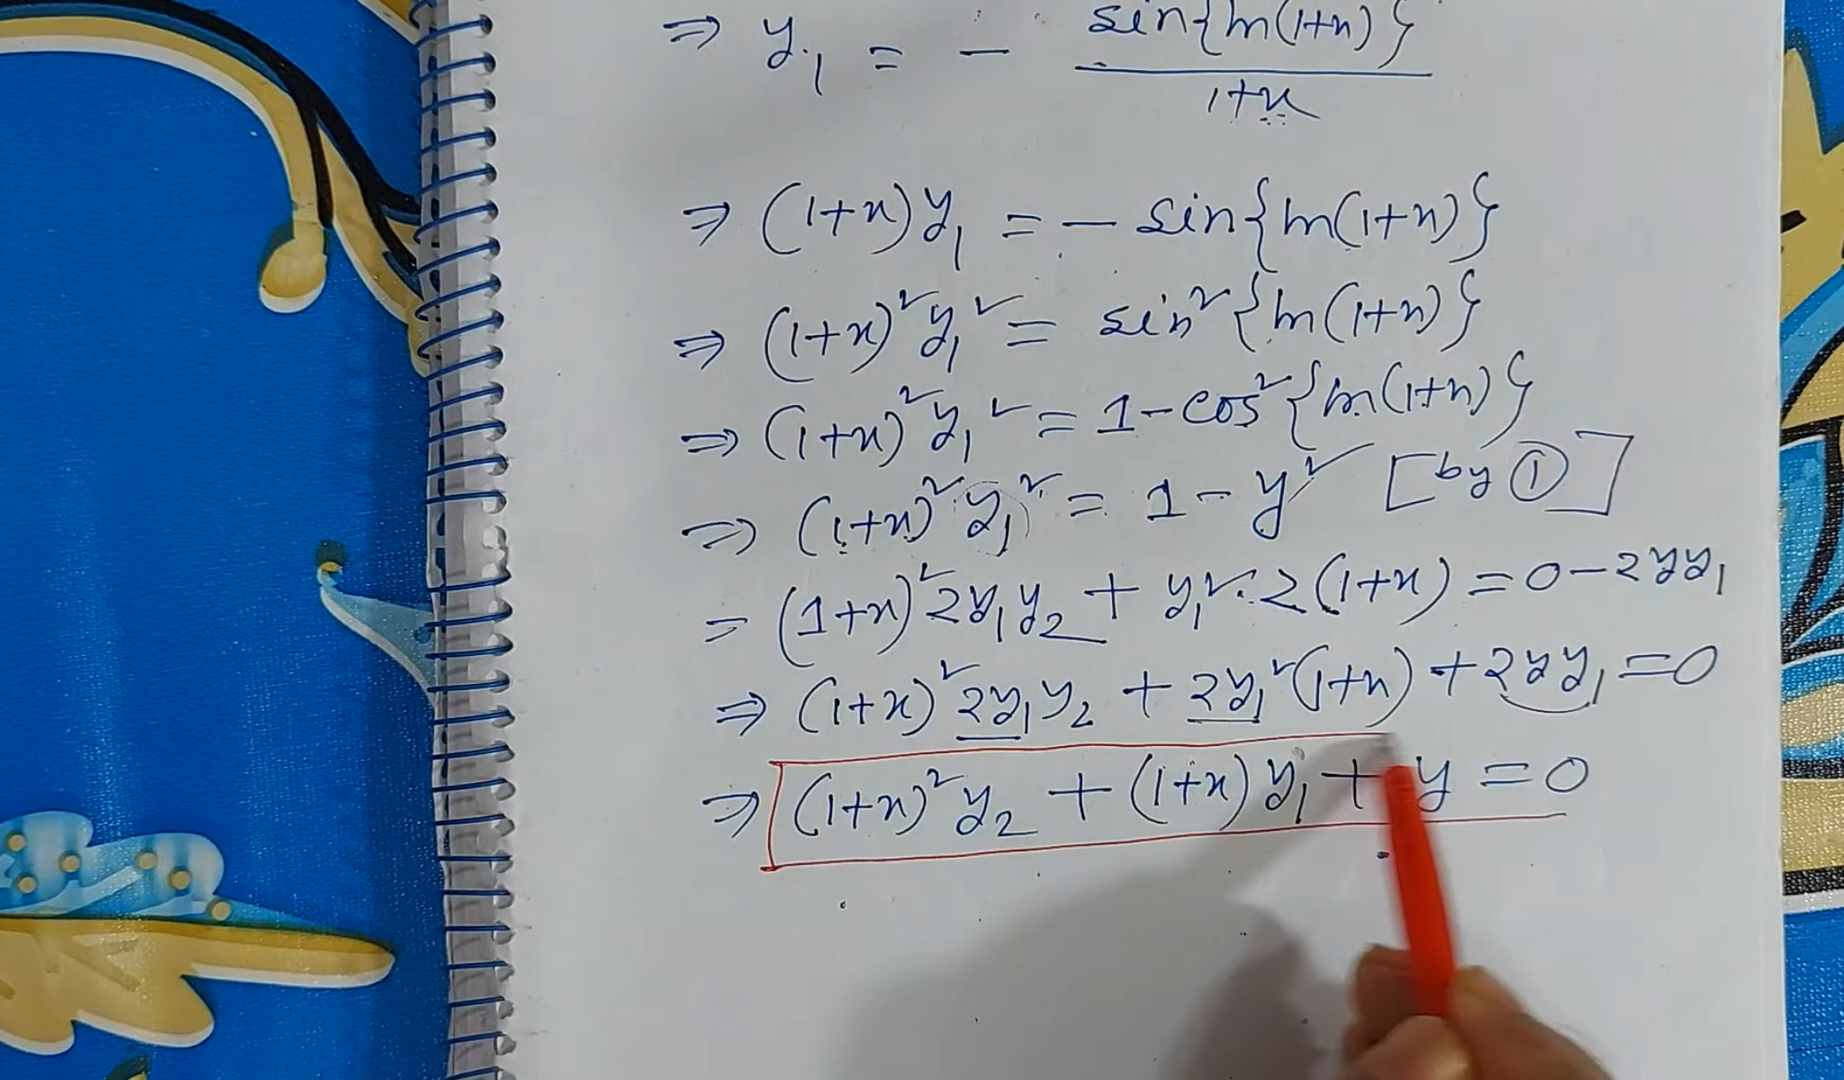 ⇒ y₁ = − sin{m(1+x)} / 1+x
⇒ (1+x)y₁ = − sin{m(1+x)}
⇒ (1+x)²y₁² = sin²{m(1+x)}
⇒ (1+x)²y₁² = 1−cos²{m(1+x)}
⇒ (1+x)²y₁² = 1−y² [by ①]
= (1+x)²2y₁y₂ + y₁².2(1+x) = 0−2yy₁
⇒ (1+x)²2y₁y₂ + 2y₁²(1+x) + 2yy₁ = 0
⇒ (1+x)²y₂ + (1+x)y₁ + y = 0